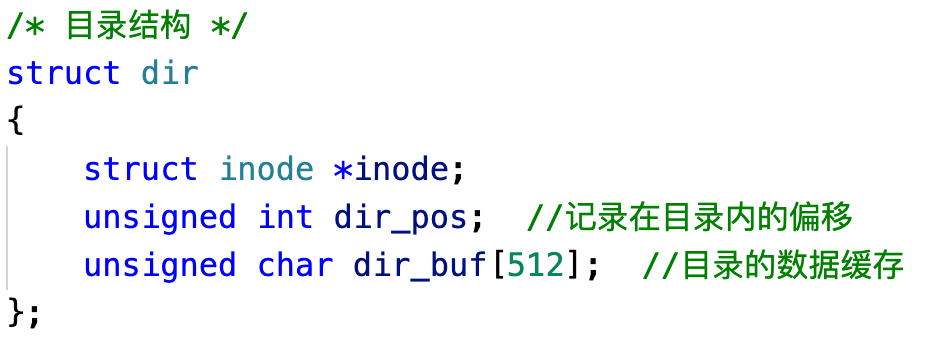 /* 目录结构 */
struct dir
{
    struct inode *inode;
    unsigned int dir_pos;  //记录在目录内的偏移
    unsigned char dir_buf[512];  //目录的数据缓存
};